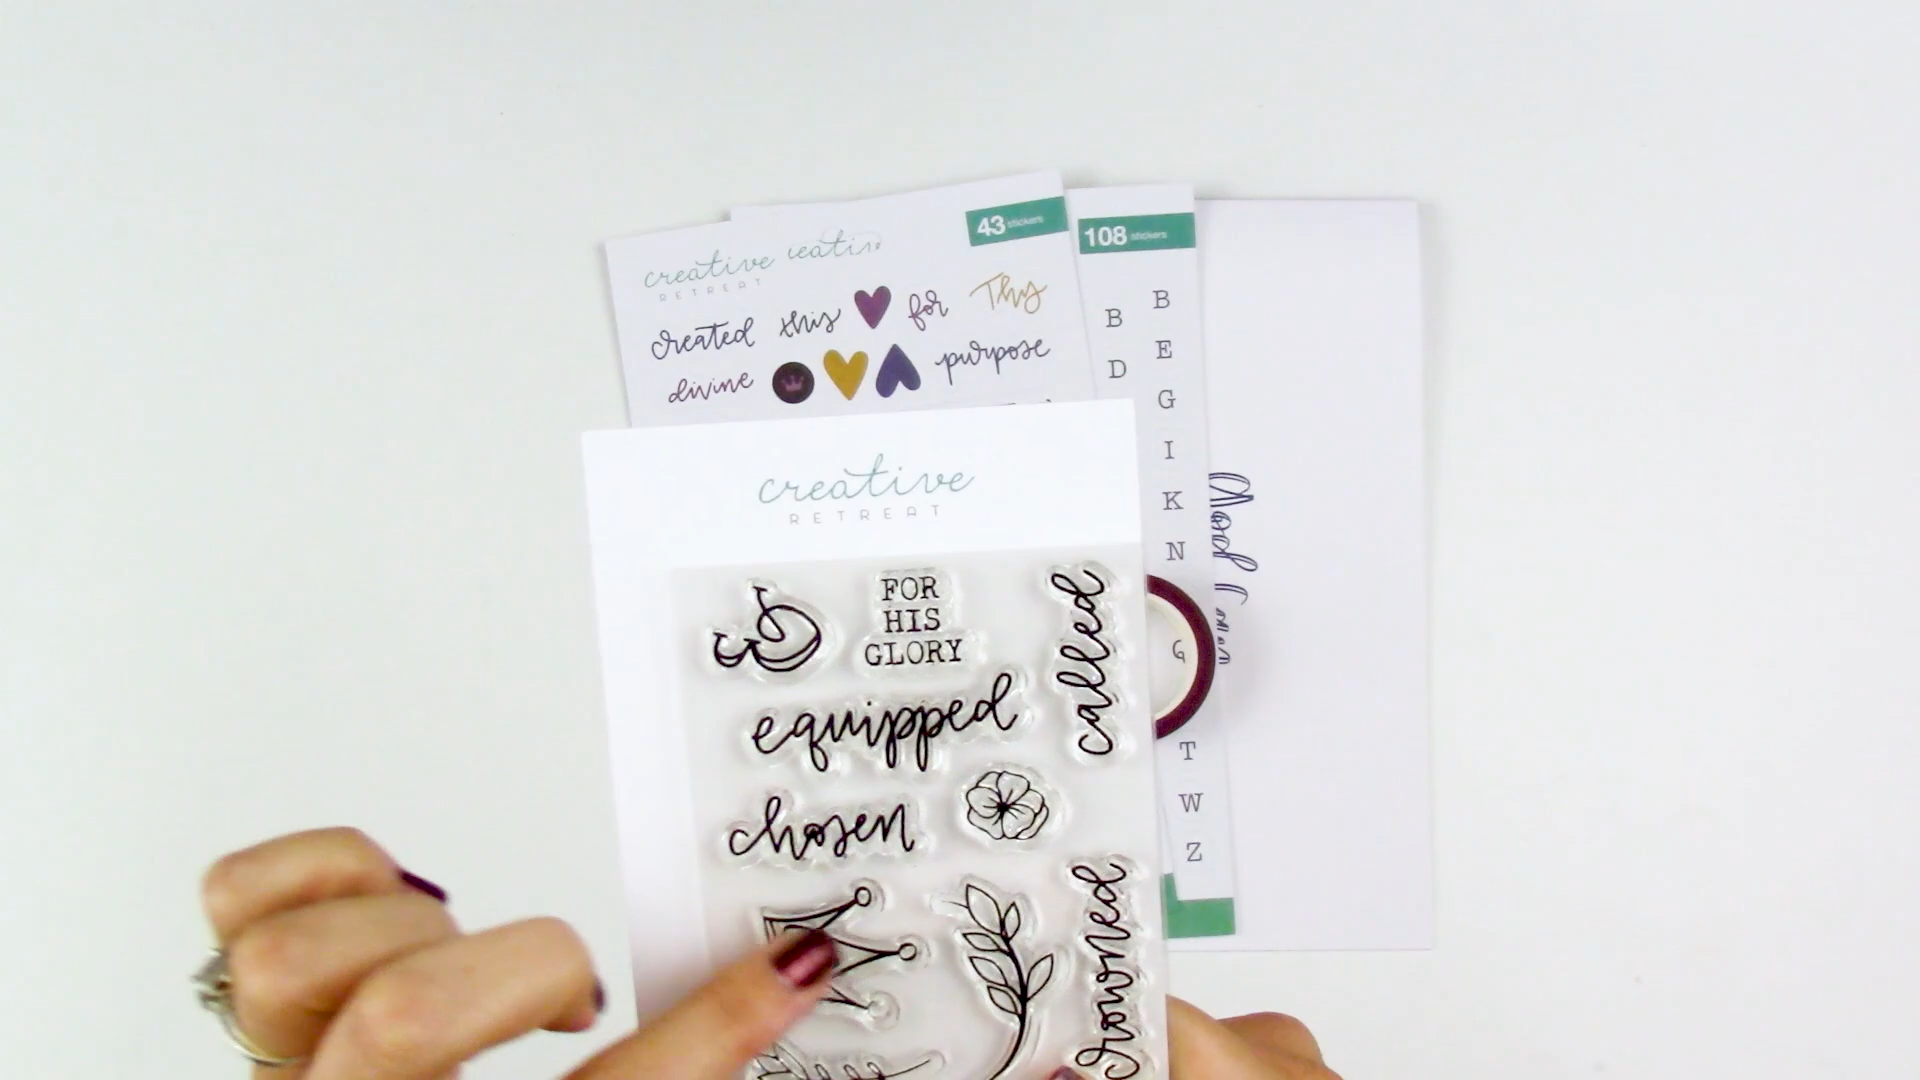 creative
RETREAT
43 stickers
created this for Thy
divine purpose
108 stickers
B
D
B
E
G
I
K
N
T
W
Z
creative
RETREAT
FOR
HIS
GLORY
called
equipped
chosen
crowned